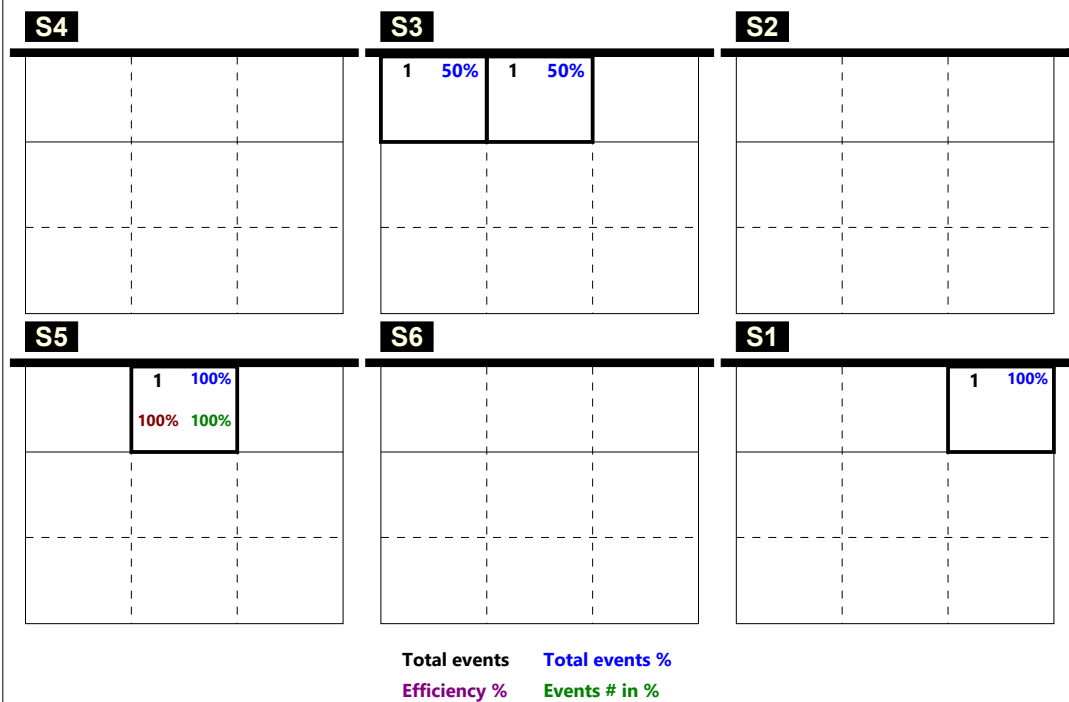 S4 S3 S2
1 50% 1 50%
S5 S6 S1
1 100% 1 100%
100% 100%
Total events Total events %
Efficiency % Events # in %